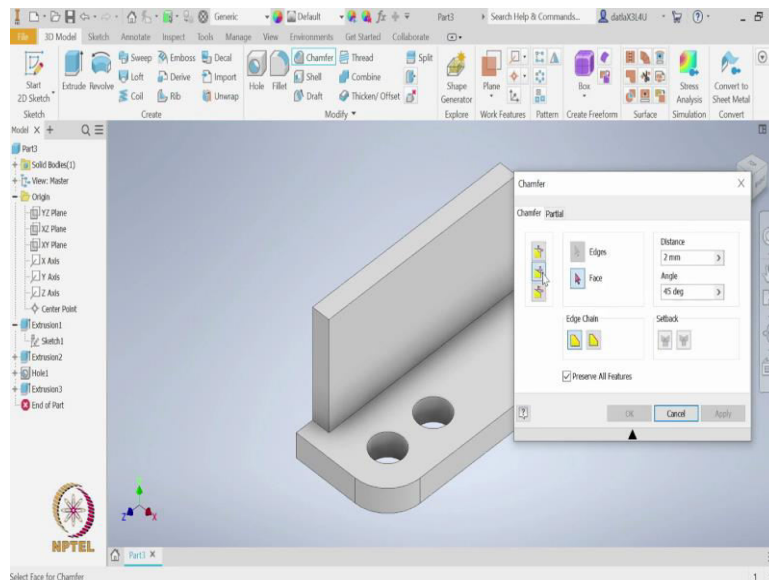 Generic Default Part3 Search Help & Commands... datlaX3L4U
File 3D Model Sketch Annotate Inspect Tools Manage View Environments Get Started Collaborate
Start 2D Sketch Extrude Revolve Sweep Emboss Decal Hole Fillet Chamfer Thread Split Shape Generator Plane Box Stress Analysis Convert to Sheet Metal
Loft Derive Import Shell Combine
Coil Rib Unwrap Draft Thicken/ Offset
Sketch Create Modify Explore Work Features Pattern Create Freeform Surface Simulation Convert
Model X +
Part3
Solid Bodies(1)
View: Master
Origin
YZ Plane
XZ Plane
XY Plane
X Axis
Y Axis
Z Axis
Center Point
Extrusion1
Sketch1
Extrusion2
Hole1
Extrusion3
End of Part
Chamfer X
Chamfer Partial
Edges
Face
Distance
2 mm
Angle
45 deg
Edge Chain
Setback
Preserve All Features
OK Cancel Apply
Z X
NPTEL
Part3 X
Select Face for Chamfer 1